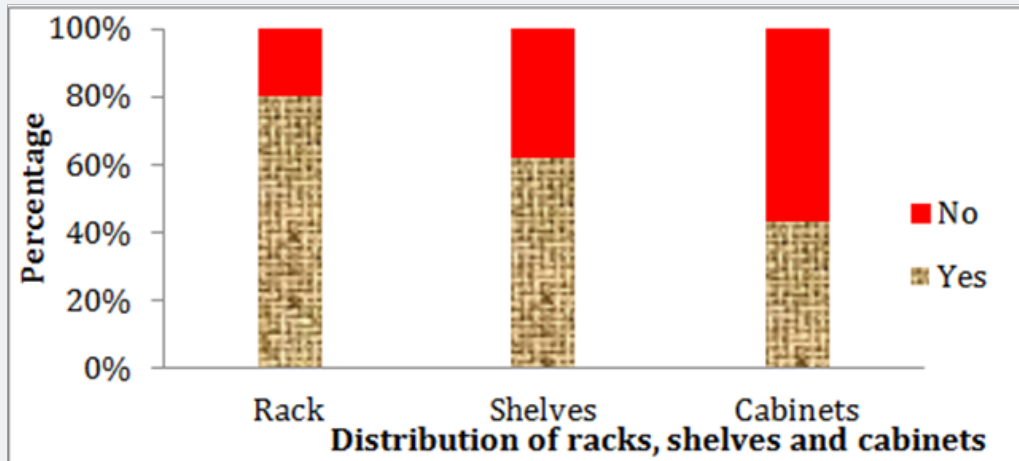 100%
80%
60%
40%
20%
0%
Percentage
No
Yes
Rack Shelves Cabinets
Distribution of racks, shelves and cabinets